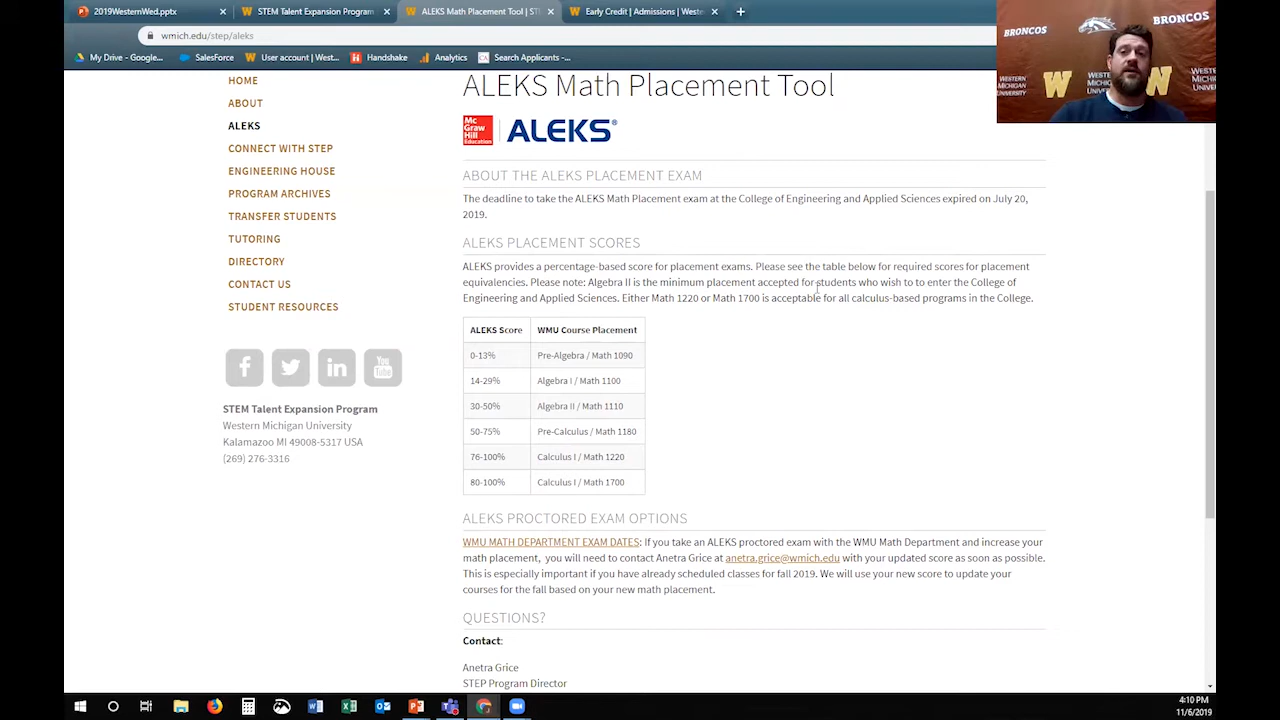 2019WesternWed.pptx
STEM Talent Expansion Program
ALEKS Math Placement Tool | ST
Early Credit | Admissions | Weste
wmich.edu/step/aleks
My Drive - Google...
SalesForce
User account | West...
Handshake
Analytics
Search Applicants -...
BRONCOS
BRONCOS
WESTERN MICHIGAN UNIVERSITY
W
W
HOME
ABOUT
ALEKS
CONNECT WITH STEP
ENGINEERING HOUSE
PROGRAM ARCHIVES
TRANSFER STUDENTS
TUTORING
DIRECTORY
CONTACT US
STUDENT RESOURCES
You
Tube
STEM Talent Expansion Program
Western Michigan University
Kalamazoo MI 49008-5317 USA
(269) 276-3316
ALEKS Math Placement Tool
Mc
Graw
Hill
Education
ALEKS®
ABOUT THE ALEKS PLACEMENT EXAM
The deadline to take the ALEKS Math Placement exam at the College of Engineering and Applied Sciences expired on July 20,
2019.
ALEKS PLACEMENT SCORES
ALEKS provides a percentage-based score for placement exams. Please see the table below for required scores for placement
equivalencies. Please note: Algebra II is the minimum placement accepted for students who wish to to enter the College of
Engineering and Applied Sciences. Either Math 1220 or Math 1700 is acceptable for all calculus-based programs in the College.
ALEKS Score WMU Course Placement
0-13% Pre-Algebra / Math 1090
14-29% Algebra I / Math 1100
30-50% Algebra II / Math 1110
50-75% Pre-Calculus / Math 1180
76-100% Calculus I / Math 1220
80-100% Calculus I / Math 1700
ALEKS PROCTORED EXAM OPTIONS
WMU MATH DEPARTMENT EXAM DATES: If you take an ALEKS proctored exam with the WMU Math Department and increase your
math placement, you will need to contact Anetra Grice at anetra.grice@wmich.edu with your updated score as soon as possible.
This is especially important if you have already scheduled classes for fall 2019. We will use your new score to update your
courses for the fall based on your new math placement.
QUESTIONS?
Contact:
Anetra Grice
STEP Program Director
4:10 PM
11/6/2019